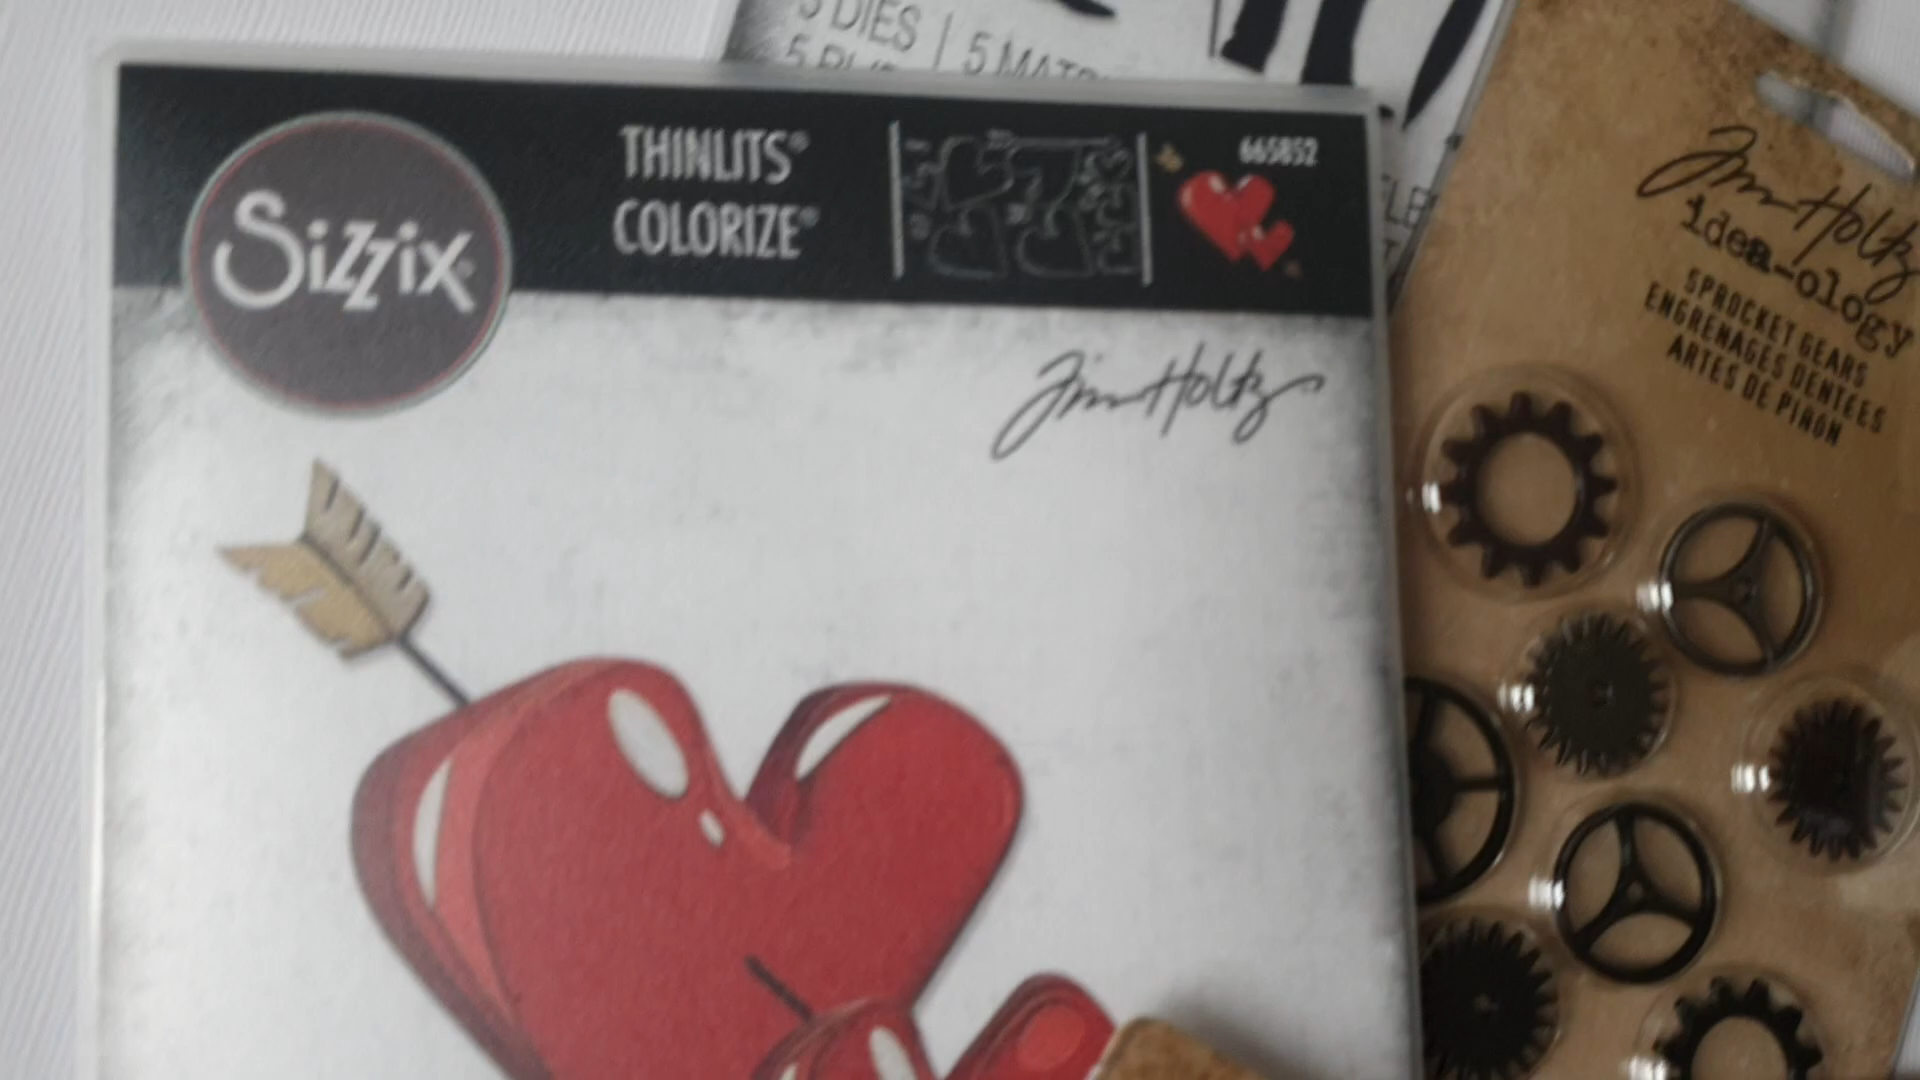 3 DIES | 5 MAT
Sizzix®
THINLITS®
COLORIZE®
665852
Tim Holtz
Tim Holtz
idea-ology
SPROCKET GEARS
ENGRENAGES DENTÉES
ARTES DE PIÑON